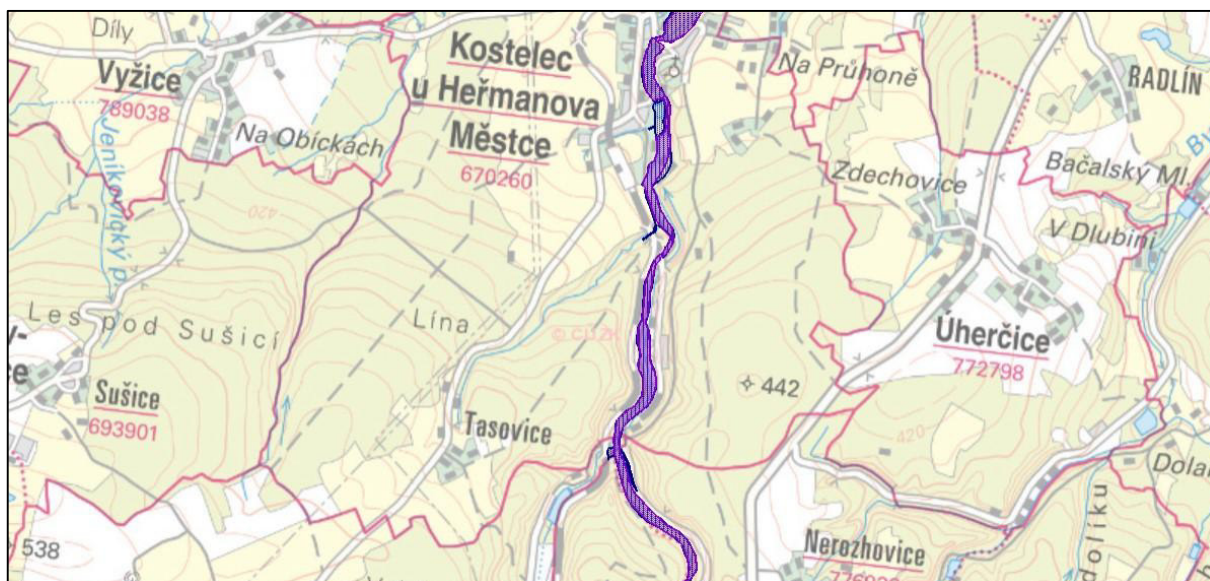 Díly
Vyžice
789038
Na Obíckách
Jeníkovický p.
420
Kostelec
u Heřmanova
Městce
670260
Na Průhoně
RADLÍN
Zdechovice
Bačalský Ml.
V Dlubini
Les pod Sušicí
Lína
© ČÚZK
Úherčice
772798
442
Sušice
693901
Tasovice
420
538
Nerozhovice